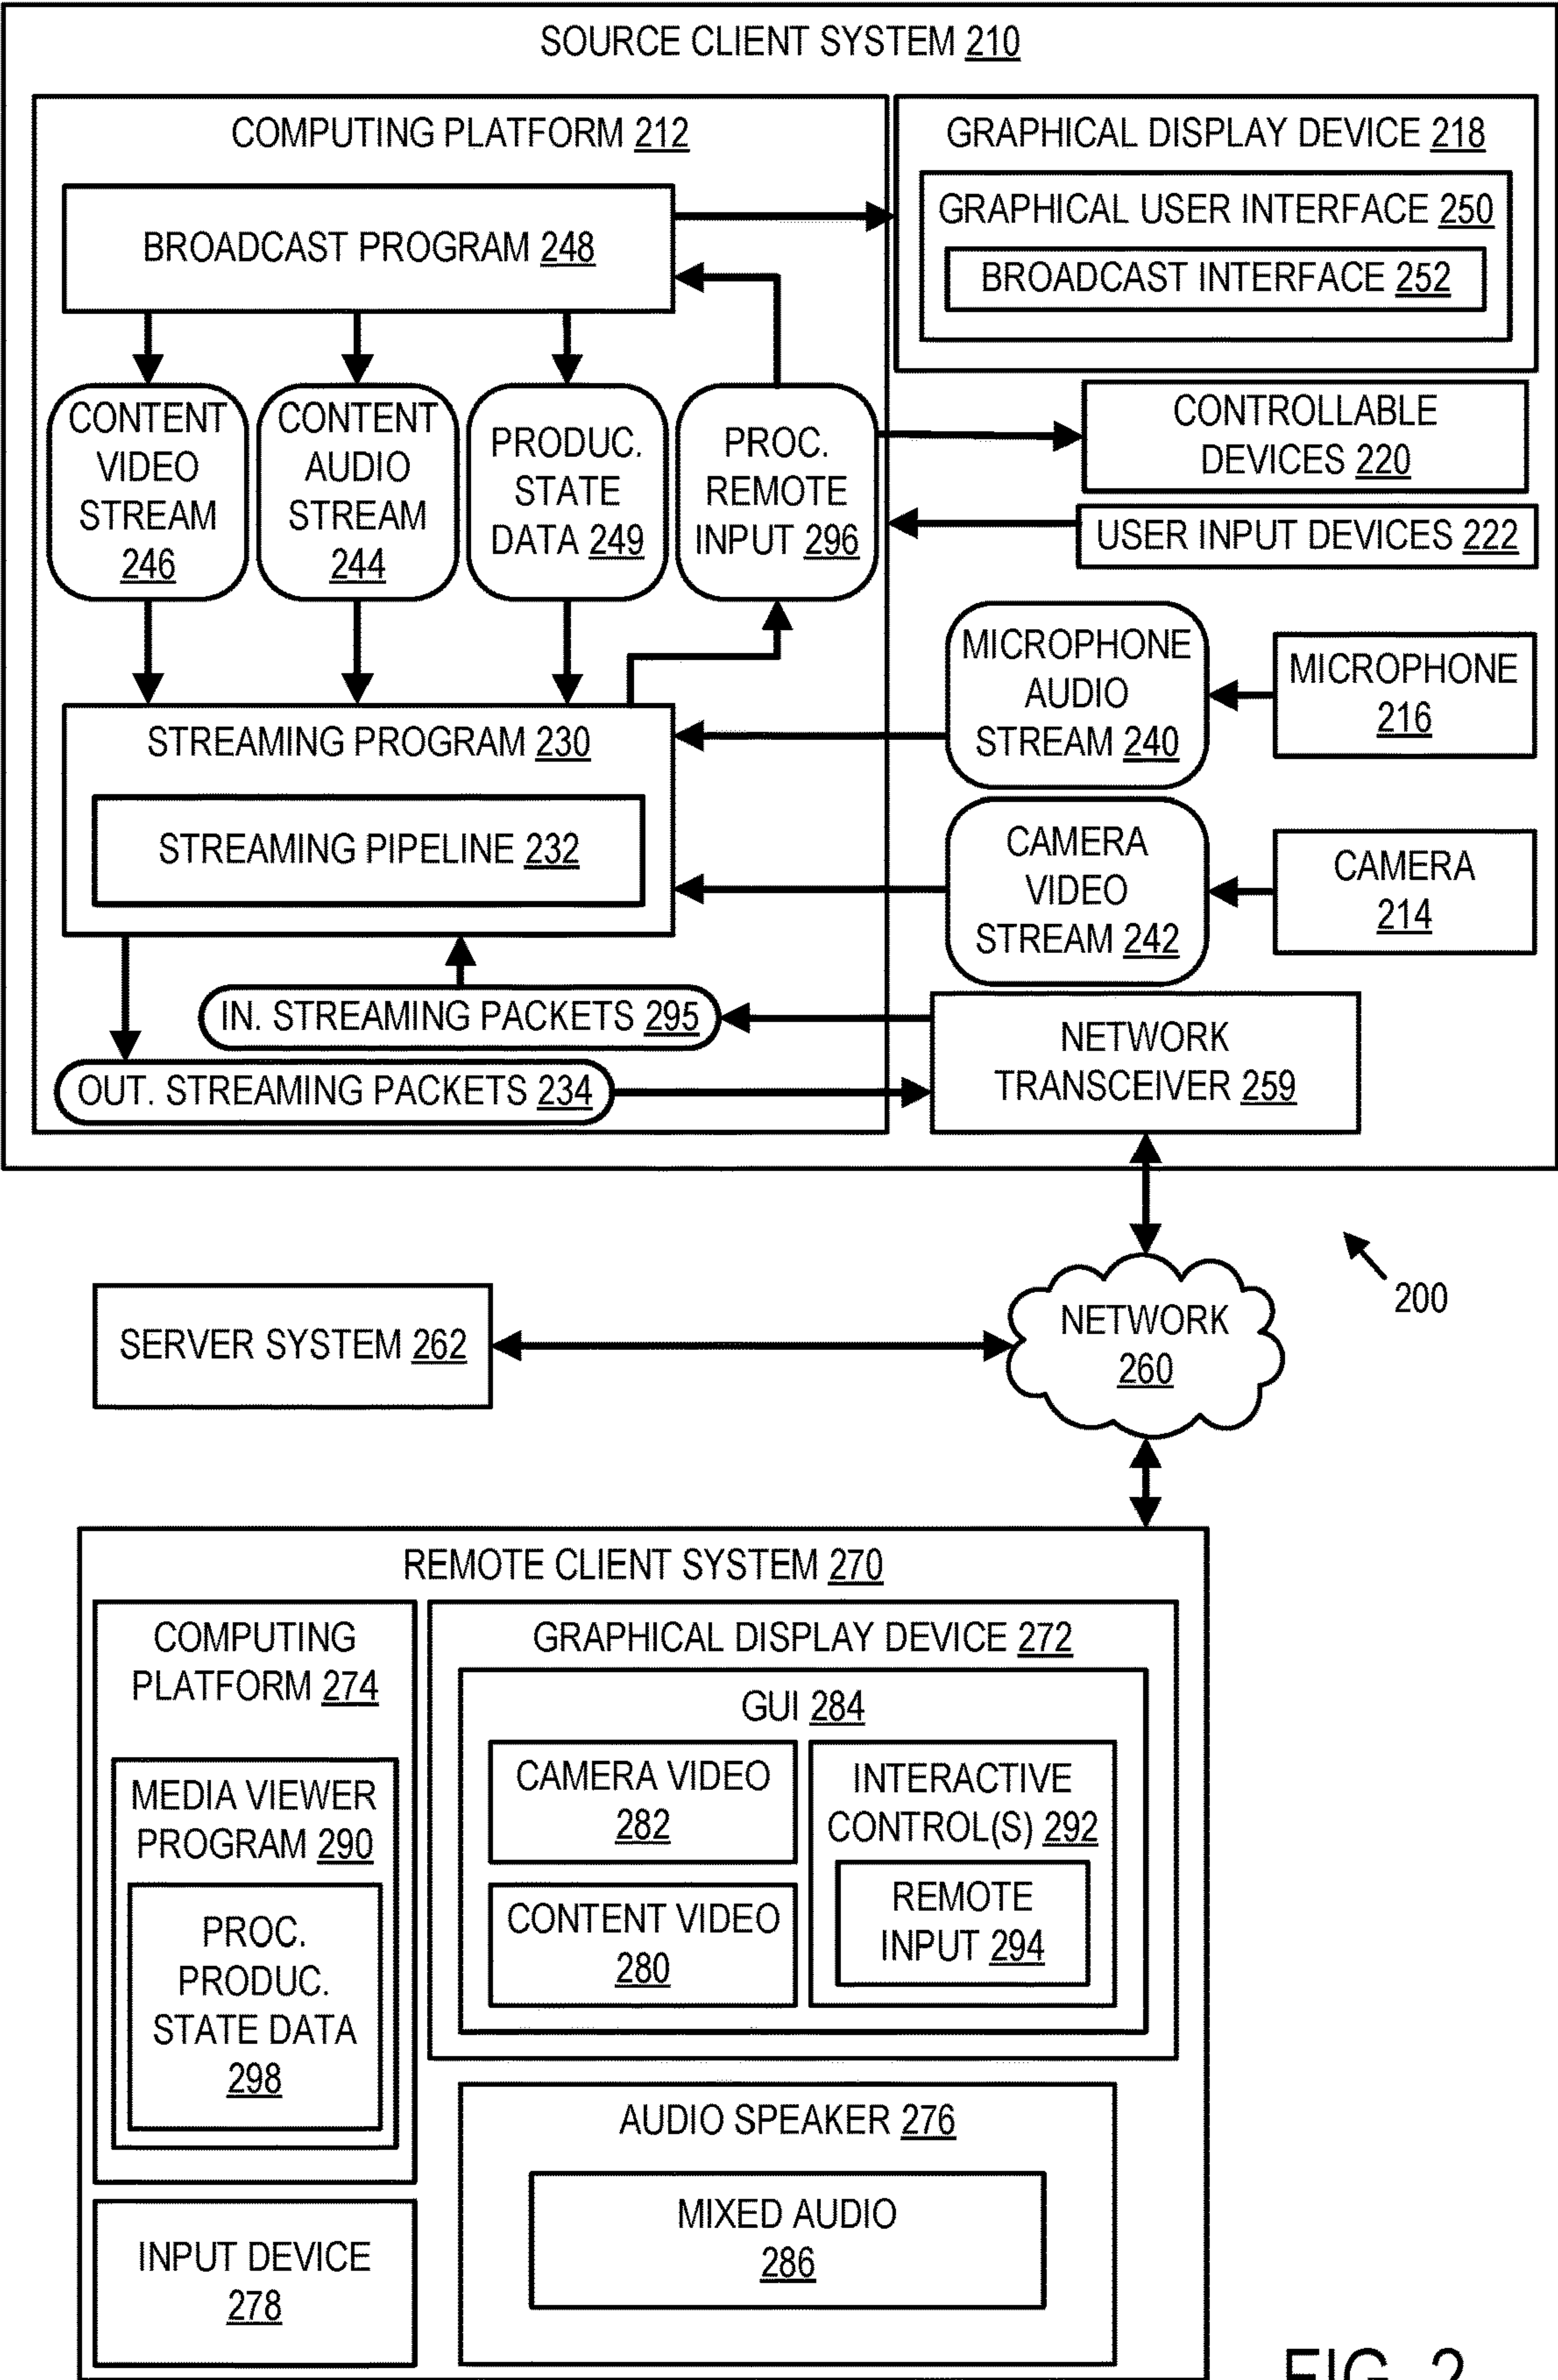 SOURCE CLIENT SYSTEM 210
COMPUTING PLATFORM 212
GRAPHICAL DISPLAY DEVICE 218
GRAPHICAL USER INTERFACE 250
BROADCAST INTERFACE 252
BROADCAST PROGRAM 248
CONTENT
VIDEO
STREAM
246
CONTENT
AUDIO
STREAM
244
PRODUC.
STATE
DATA 249
PROC.
REMOTE
INPUT 296
CONTROLLABLE
DEVICES 220
USER INPUT DEVICES 222
MICROPHONE
AUDIO
STREAM 240
MICROPHONE
216
STREAMING PROGRAM 230
STREAMING PIPELINE 232
CAMERA
VIDEO
STREAM 242
CAMERA
214
IN. STREAMING PACKETS 295
OUT. STREAMING PACKETS 234
NETWORK
TRANSCEIVER 259
200
SERVER SYSTEM 262
NETWORK
260
REMOTE CLIENT SYSTEM 270
COMPUTING
PLATFORM 274
MEDIA VIEWER
PROGRAM 290
PROC.
PRODUC.
STATE DATA
298
GRAPHICAL DISPLAY DEVICE 272
GUI 284
CAMERA VIDEO
282
CONTENT VIDEO
280
INTERACTIVE
CONTROL(S) 292
REMOTE
INPUT 294
AUDIO SPEAKER 276
MIXED AUDIO
286
INPUT DEVICE
278
FIG. 2